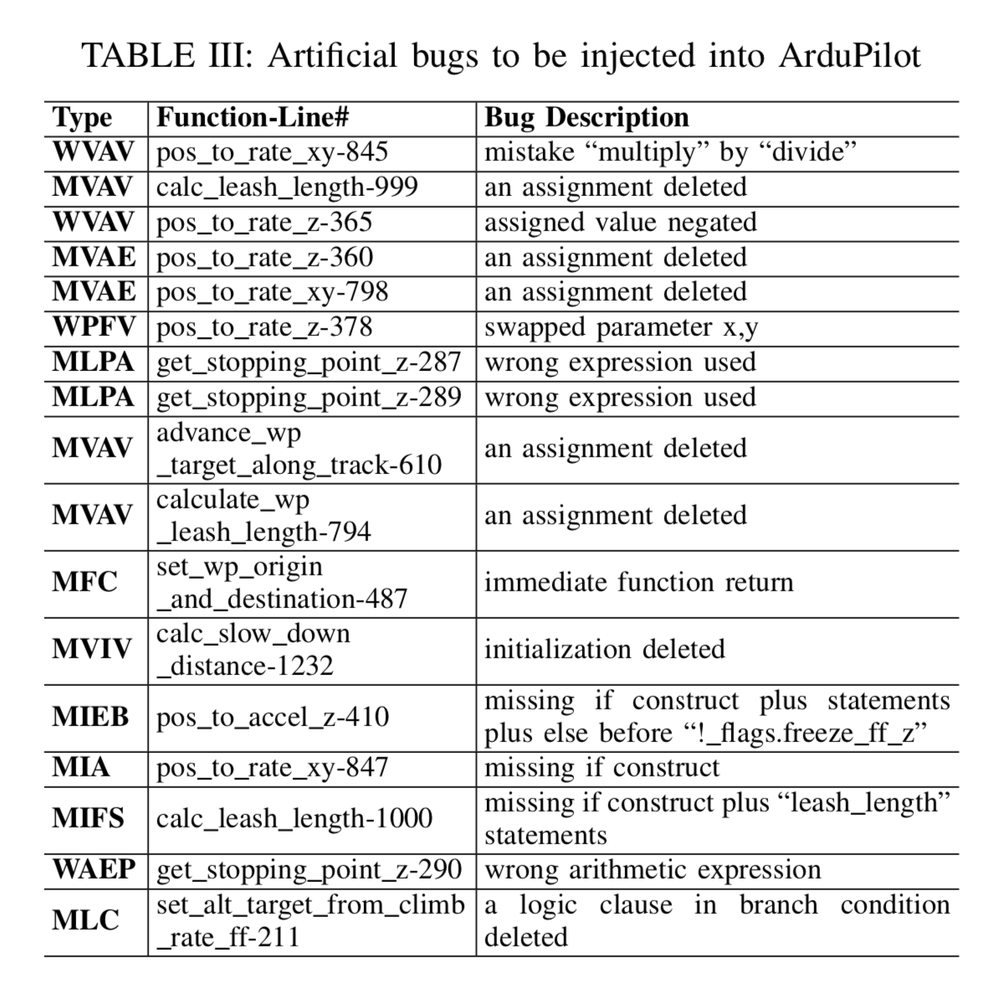 TABLE III: Artificial bugs to be injected into ArduPilot
Type Function-Line# Bug Description
WVAV pos_to_rate_xy-845 mistake “multiply” by “divide”
MVAV calc_leash_length-999 an assignment deleted
WVAV pos_to_rate_z-365 assigned value negated
MVAE pos_to_rate_z-360 an assignment deleted
MVAE pos_to_rate_xy-798 an assignment deleted
WPFV pos_to_rate_z-378 swapped parameter x,y
MLPA get_stopping_point_z-287 wrong expression used
MLPA get_stopping_point_z-289 wrong expression used
MVAV advance_wp
_target_along_track-610 an assignment deleted
MVAV calculate_wp
_leash_length-794 an assignment deleted
MFC set_wp_origin
_and_destination-487 immediate function return
MVIV calc_slow_down
_distance-1232 initialization deleted
MIEB pos_to_accel_z-410 missing if construct plus statements
plus else before “!_flags.freeze_ff_z”
MIA pos_to_rate_xy-847 missing if construct
MIFS calc_leash_length-1000 missing if construct plus “leash_length”
statements
WAEP get_stopping_point_z-290 wrong arithmetic expression
MLC set_alt_target_from_climb
_rate_ff-211 a logic clause in branch condition
deleted